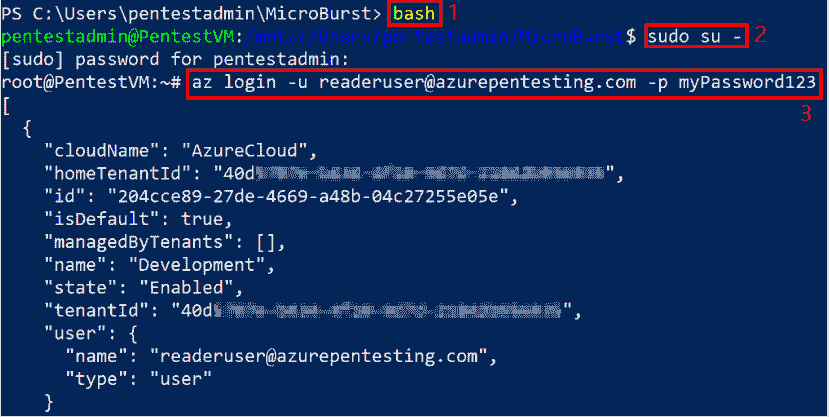 PS C:\Users\pentestadmin\MicroBurst> bash 1
pentestadmin@PentestVM:/mnt/c/Users/pentestadmin/MicroBurst$ sudo su - 2
[sudo] password for pentestadmin:
root@PentestVM:~# az login -u readeruser@azurepentesting.com -p myPassword123
3
[
{
"cloudName": "AzureCloud",
"homeTenantId": "40d",
"id": "204cce89-27de-4669-a48b-04c27255e05e",
"isDefault": true,
"managedByTenants": [],
"name": "Development",
"state": "Enabled",
"tenantId": "40d",
"user": {
"name": "readeruser@azurepentesting.com",
"type": "user"
}